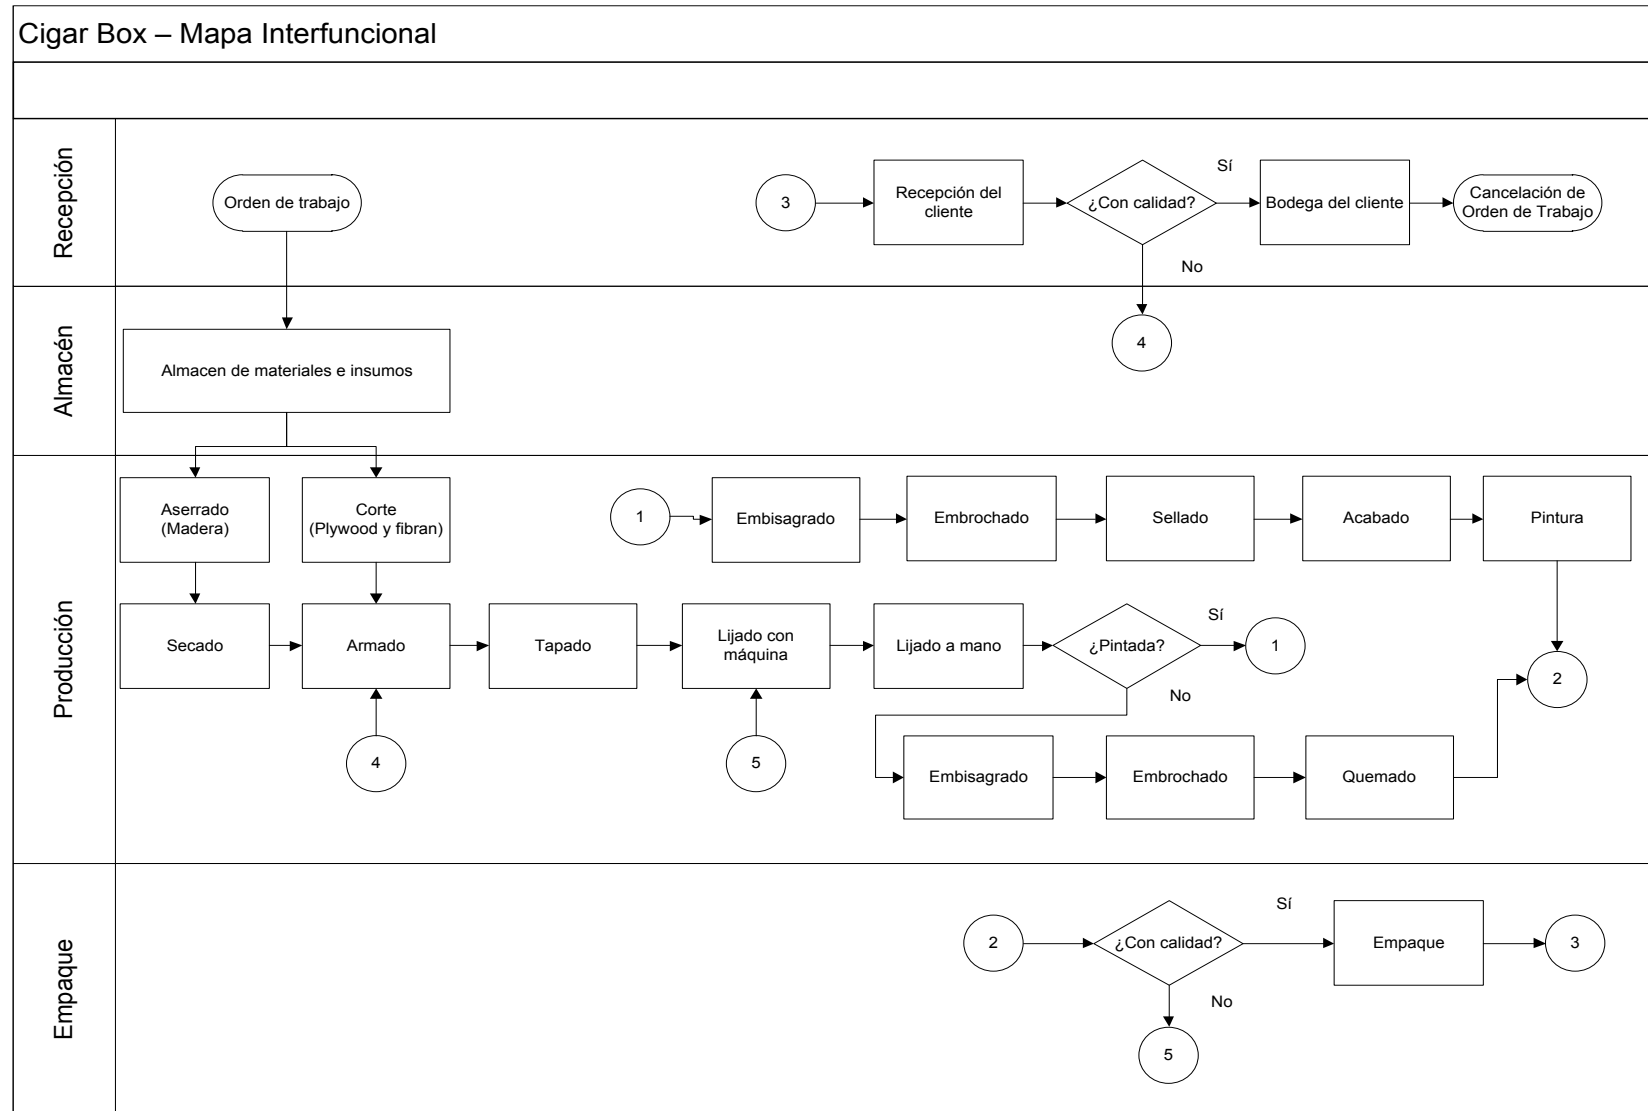 Cigar Box – Mapa Interfuncional
Recepción
Orden de trabajo
3
Recepción del
cliente
¿Con calidad?
Sí
No
Bodega del cliente
Cancelación de
Orden de Trabajo
Almacén
Almacen de materiales e insumos
4
Producción
Aserrado
(Madera)
Corte
(Plywood y fibran)
1
Embisagrado
Embrochado
Sellado
Acabado
Pintura
Secado
Armado
Tapado
Lijado con
máquina
Lijado a mano
¿Pintada?
Sí
1
No
2
4
5
Embisagrado
Embrochado
Quemado
Empaque
2
¿Con calidad?
Sí
Empaque
3
No
5